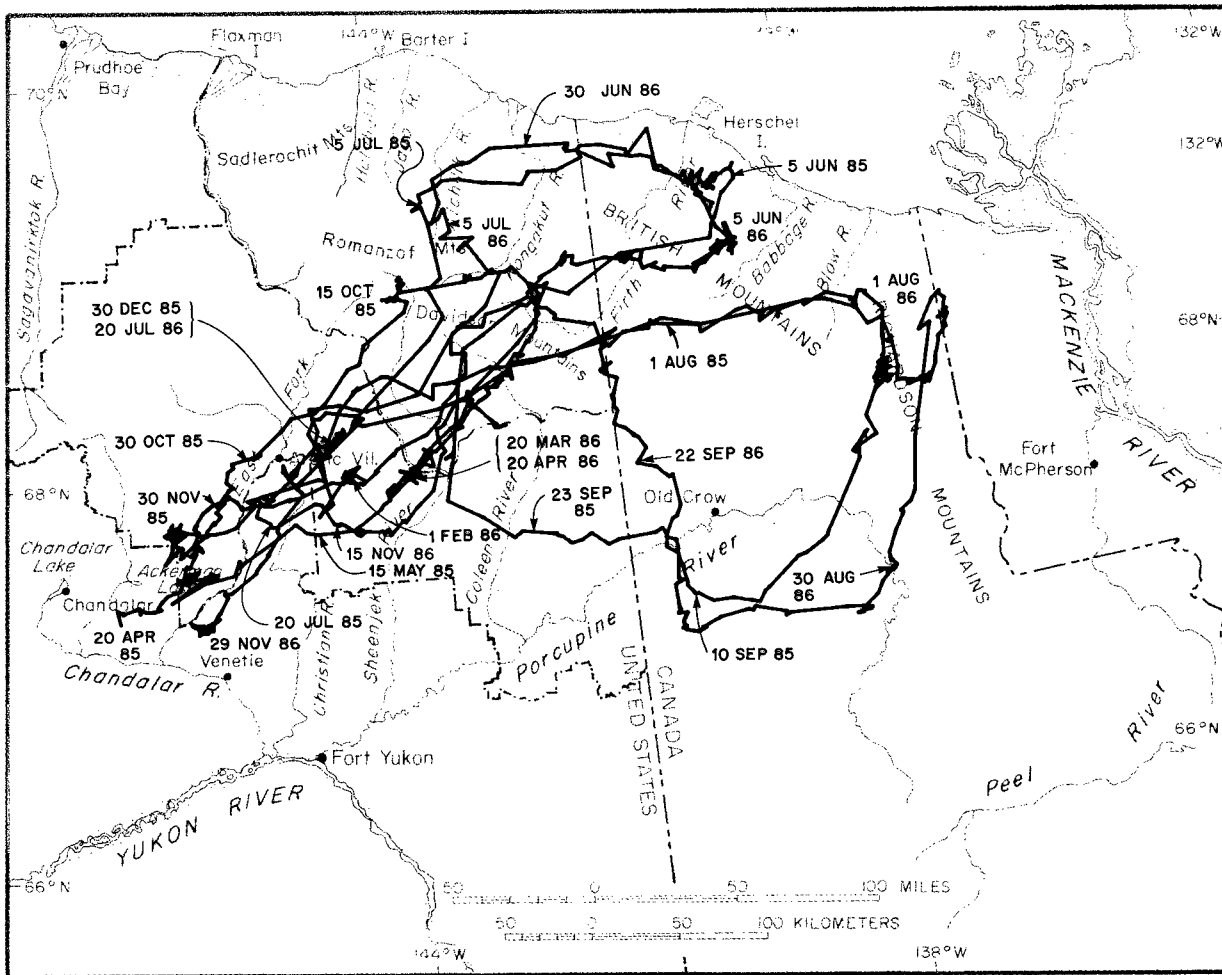 Flaxman
I
144°W
Barter I
132°W
Prudhoe
Bay
70°N
30 JUN 86
Herschel
I.
132°W
Sadlerochit Mts
5 JUL 85
5 JUN 85
Sagavanirktok R.
5 JUL
86
Kongakut R.
BRITISH
5 JUN
86
Babbage R.
Romanzof Mts
Firth
River
Blow R.
1 AUG
86
MACKENZIE
15 OCT
85
30 DEC 85
20 JUL 86
Davidson
Mountains
MOUNTAINS
68°N
1 AUG 85
East Fork
30 OCT 85
Arctic Vil.
20 MAR 86
20 APR 86
22 SEP 86
Fort
McPherson
RIVER
68°N
30 NOV
85
Old Crow
23 SEP
85
1 FEB 86
15 NOV 86
15 MAY 85
Coleen River
River
MOUNTAINS
Chandalar
Lake
Chandalar
30 AUG
86
20 APR
85
20 JUL 85
29 NOV 86
Venetie
Christian R.
Sheenjek
River
Porcupine
10 SEP 85
Chandalar R.
CANADA
UNITED STATES
River
66°N
Fort Yukon
Peel
YUKON RIVER
66°N
50 0 50 100 MILES
50 0 50 100 KILOMETERS
144°W
138°W